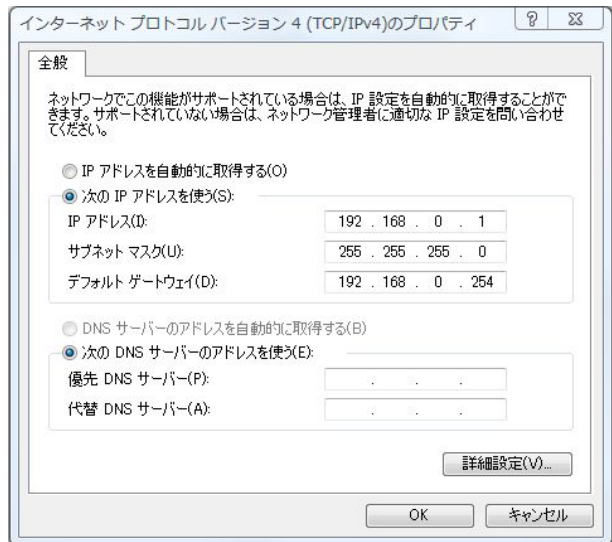 インターネット プロトコル バージョン 4 (TCP/IPv4)のプロパティ
全般
ネットワークでこの機能がサポートされている場合は、IP 設定を自動的に取得することがで
きます。サポートされていない場合は、ネットワーク管理者に適切な IP 設定を問い合わせ
てください。
IP アドレスを自動的に取得する(O)
次の IP アドレスを使う(S):
IP アドレス(I): 192 . 168 . 0 . 1
サブネット マスク(U): 255 . 255 . 255 . 0
デフォルト ゲートウェイ(D): 192 . 168 . 0 . 254
DNS サーバーのアドレスを自動的に取得する(B)
次の DNS サーバーのアドレスを使う(E):
優先 DNS サーバー(P): . . .
代替 DNS サーバー(A): . . .
詳細設定(V)...
OK キャンセル